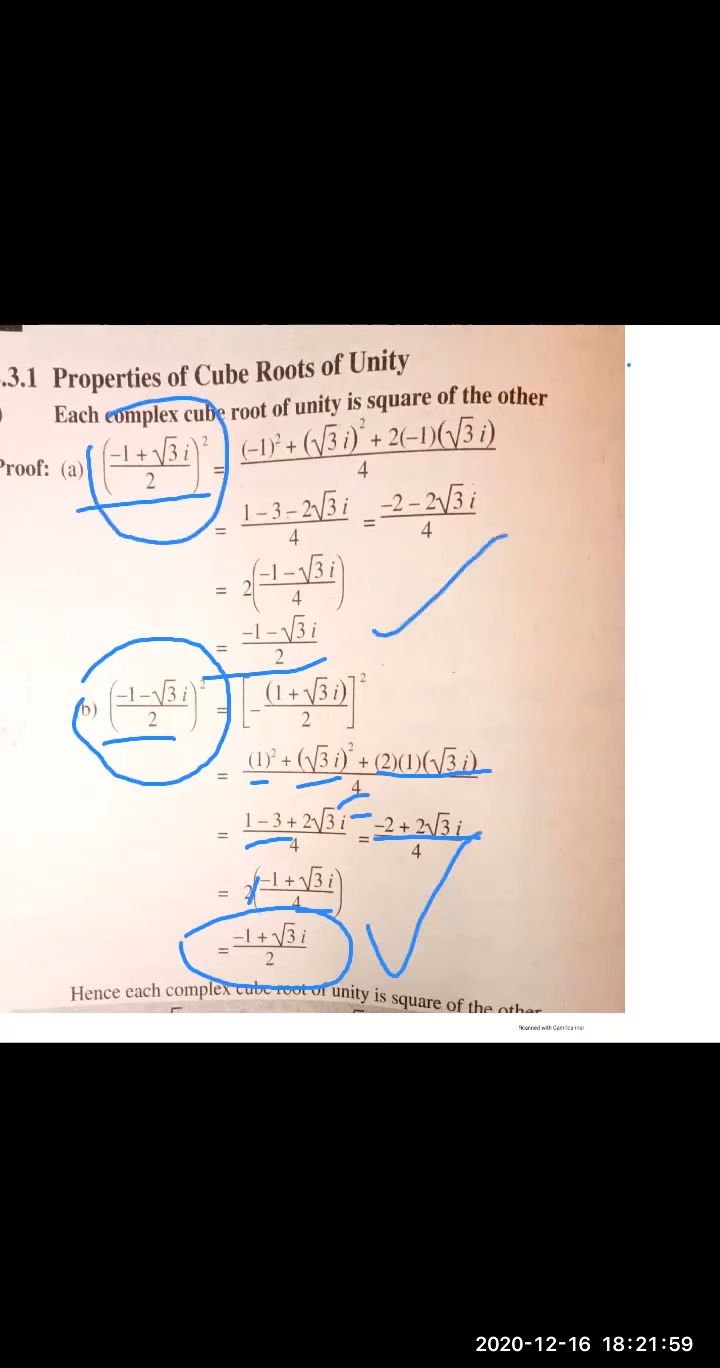 .3.1 Properties of Cube Roots of Unity
Each complex cube root of unity is square of the other
Proof: (a) ((-1 + √3 i)/2)² = ((-1)² + (√3 i)² + 2(-1)(√3 i))/4
= (1 - 3 - 2√3 i)/4 = (-2 - 2√3 i)/4
= 2((-1 - √3 i)/4)
= (-1 - √3 i)/2
(b) ((-1 - √3 i)/2)² = [-(1 + √3 i)/2]²
= ((1)² + (√3 i)² + (2)(1)(√3 i))/4
= (1 - 3 + 2√3 i)/4 = (-2 + 2√3 i)/4
= 2((-1 + √3 i)/4)
= (-1 + √3 i)/2
Hence each complex cube root of unity is square of the other
Scanned with CamScanner
2020-12-16 18:21:59